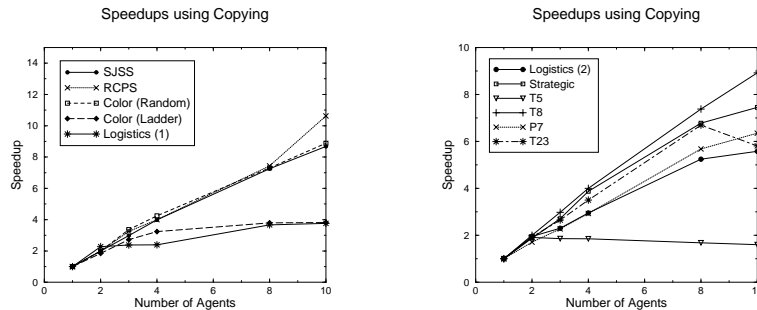 Speedups using Copying
14
12
10
8
6
4
2
0
Speedup
SJSS
RCPS
Color (Random)
Color (Ladder)
Logistics (1)
0 2 4 6 8 10
Number of Agents
Speedups using Copying
10
8
6
4
2
0
Speedup
Logistics (2)
Strategic
T5
T8
P7
T23
0 2 4 6 8 10
Number of Agents